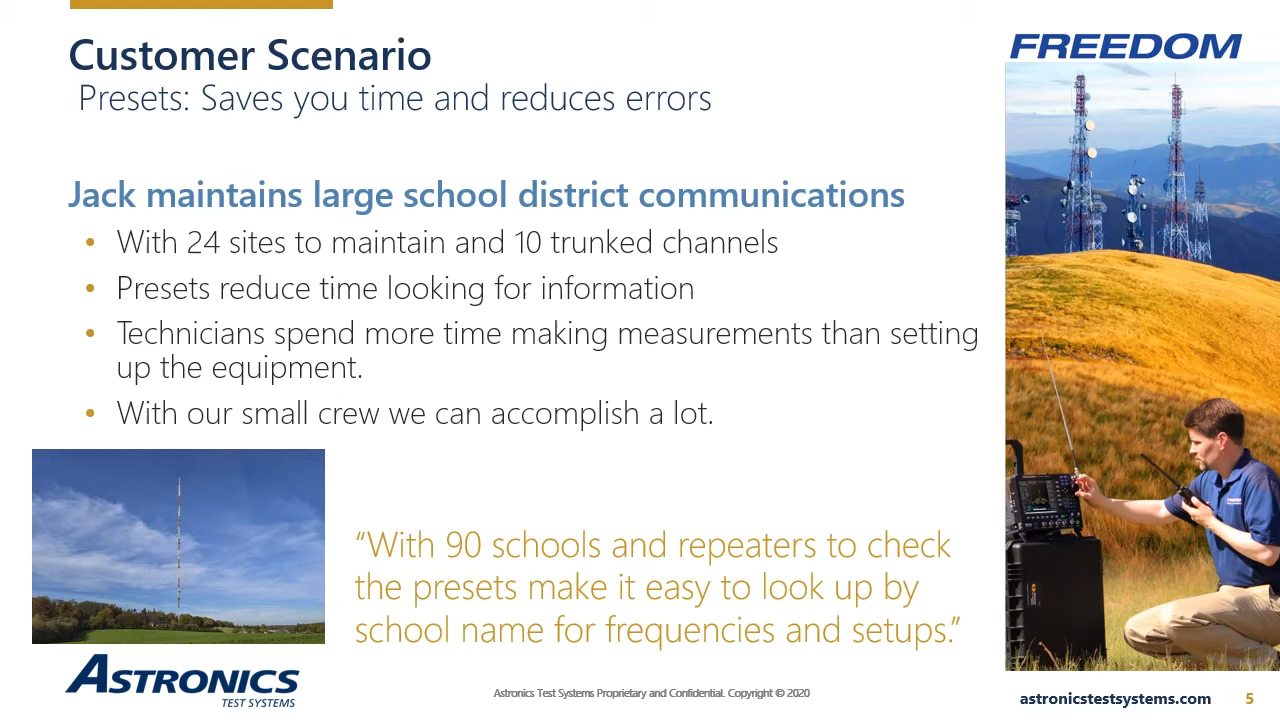 Customer Scenario
Presets: Saves you time and reduces errors
FREEDOM
Jack maintains large school district communications
• With 24 sites to maintain and 10 trunked channels
• Presets reduce time looking for information
• Technicians spend more time making measurements than setting
up the equipment.
• With our small crew we can accomplish a lot.
“With 90 schools and repeaters to check
the presets make it easy to look up by
school name for frequencies and setups.”
ASTRONICS
TEST SYSTEMS
Astronics Test Systems Proprietary and Confidential. Copyright © 2020
astronicstestsystems.com
5